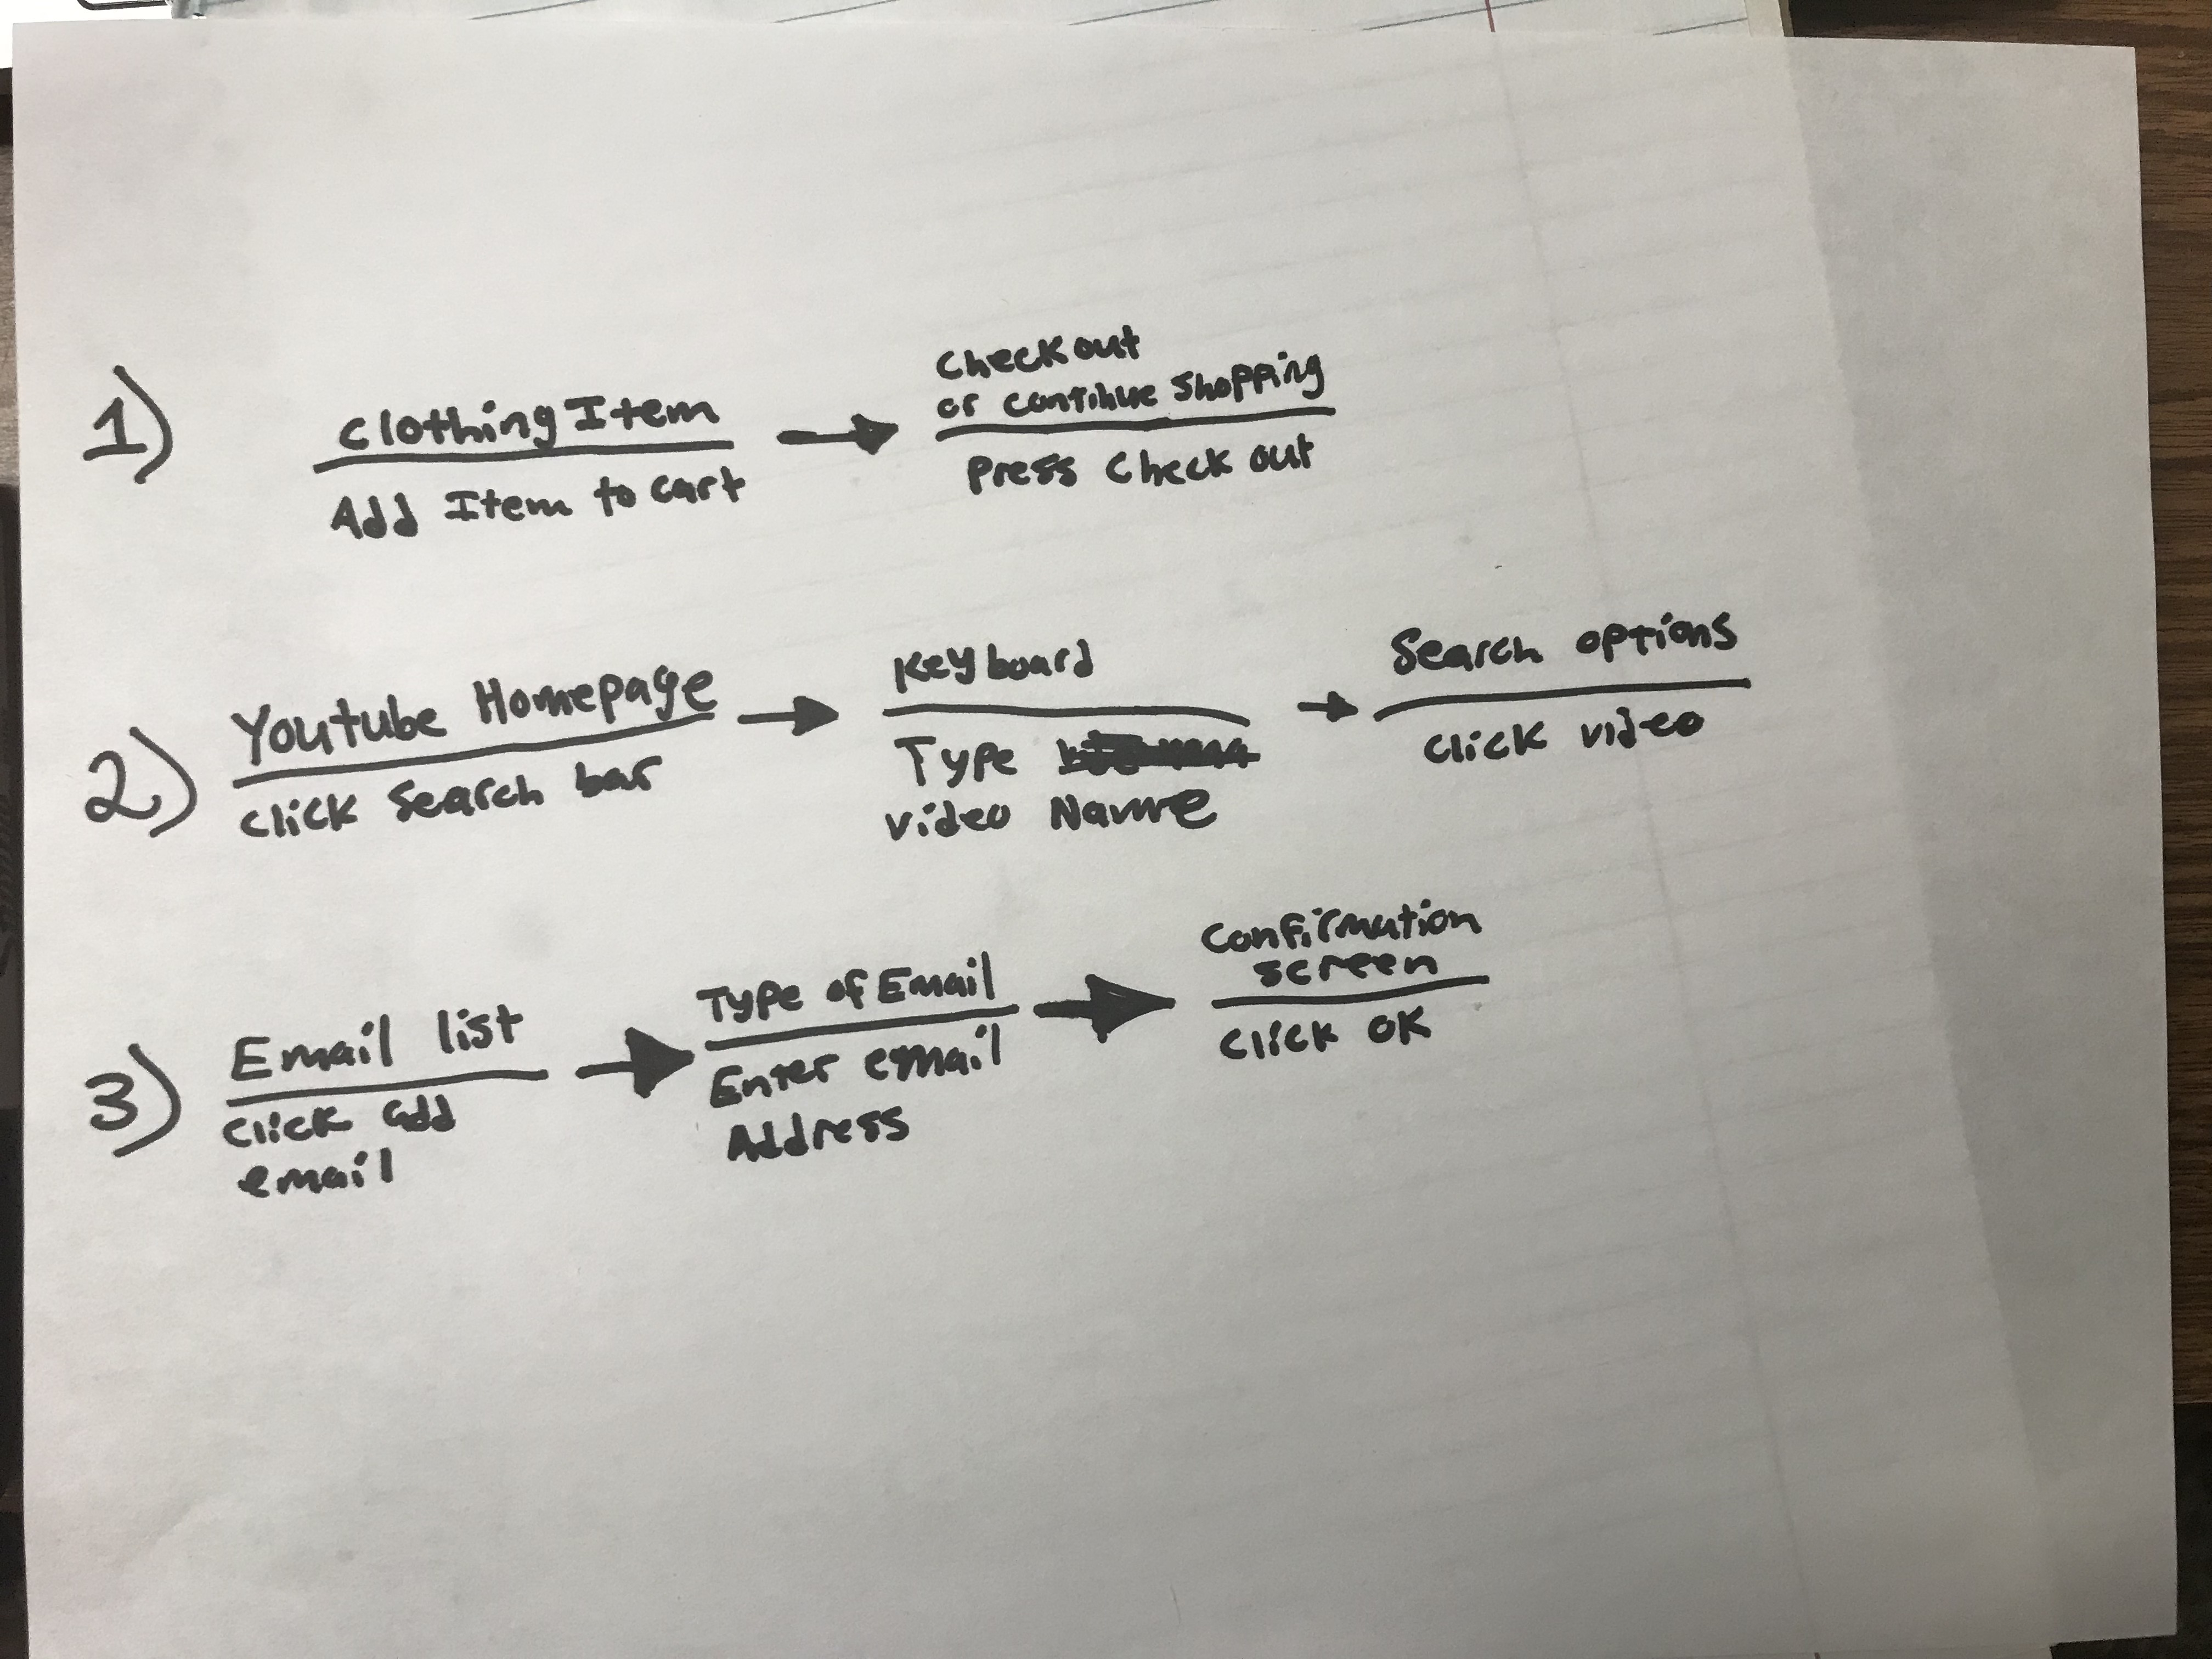 1)
Clothing Item
Add Item to cart
→
Checkout
or continue shopping
Press Check out
2)
Youtube Homepage
click Search bar
→
Keyboard
Type
video Name
→
Search options
click video
3)
Email list
click add
email
→
Type of Email
Enter email
Address
→
Confirmation
screen
click OK